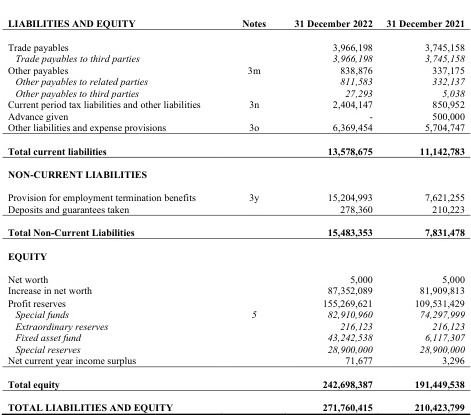 LIABILITIES AND EQUITY Notes 31 December 2022 31 December 2021
Trade payables 3,966,198 3,745,158
Trade payables to third parties 3,966,198 3,745,158
Other payables 3m 838,876 337,175
Other payables to related parties 811,583 332,137
Other payables to third parties 27,293 5,038
Current period tax liabilities and other liabilities 3n 2,404,147 850,952
Advance given - 500,000
Other liabilities and expense provisions 3o 6,369,454 5,704,747
Total current liabilities 13,578,675 11,142,783
NON-CURRENT LIABILITIES
Provision for employment termination benefits 3y 15,204,993 7,621,255
Deposits and guarantees taken 278,360 210,223
Total Non-Current Liabilities 15,483,353 7,831,478
EQUITY
Net worth 5,000 5,000
Increase in net worth 87,352,089 81,909,813
Profit reserves 155,269,621 109,531,429
Special funds 5 82,910,960 74,297,999
Extraordinary reserves 216,123 216,123
Fixed asset fund 43,242,538 6,117,307
Special reserves 28,900,000 28,900,000
Net current year income surplus 71,677 3,296
Total equity 242,698,387 191,449,538
TOTAL LIABILITIES AND EQUITY 271,760,415 210,423,799